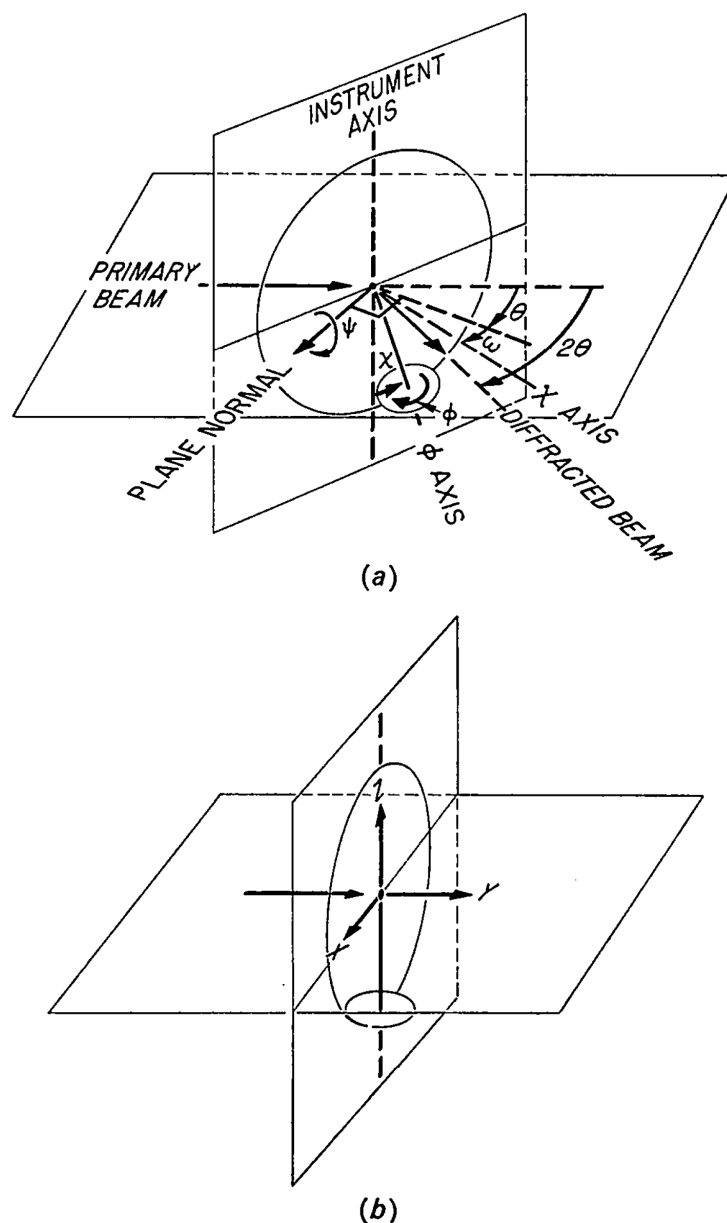 INSTRUMENT
AXIS
PRIMARY
BEAM
θ
ψ
ω
2θ
χ
χ AXIS
φ
PLANE NORMAL
φ AXIS
DIFFRACTED BEAM
(a)
Z
Y
X
(b)